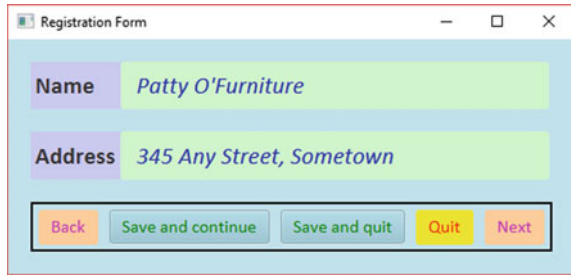 Registration Form
Name Patty O'Furniture
Address 345 Any Street, Sometown
Back Save and continue Save and quit Quit Next